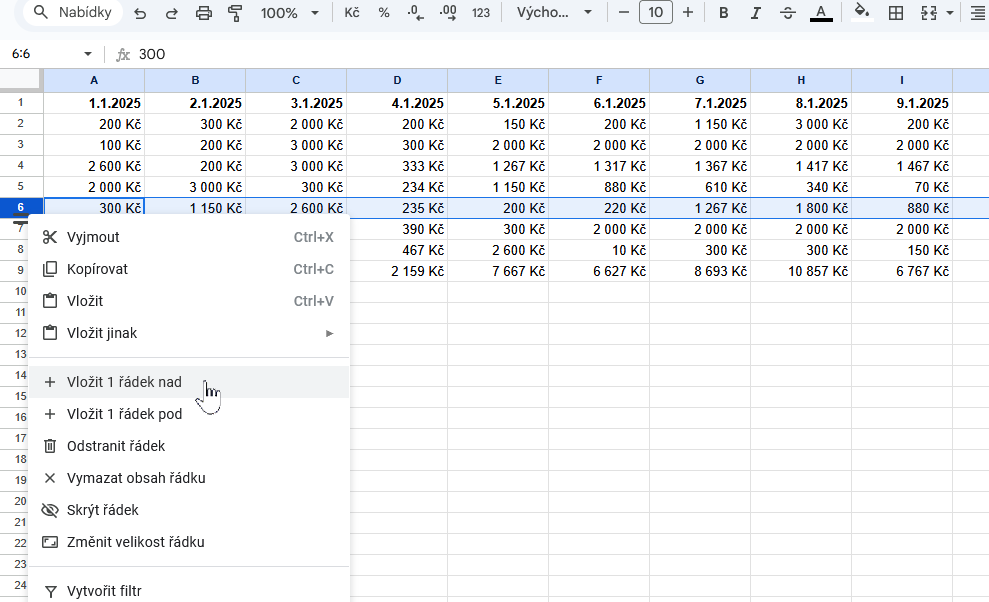 Nabídky 100% Kč % .0 .00 123 Výcho... − 10 + B I A
6:6 fx 300
A B C D E F G H I
1 1.1.2025 2.1.2025 3.1.2025 4.1.2025 5.1.2025 6.1.2025 7.1.2025 8.1.2025 9.1.2025
2 200 Kč 300 Kč 2 000 Kč 200 Kč 150 Kč 200 Kč 1 150 Kč 3 000 Kč 200 Kč
3 100 Kč 200 Kč 3 000 Kč 300 Kč 2 000 Kč 2 000 Kč 2 000 Kč 2 000 Kč 2 000 Kč
4 2 600 Kč 200 Kč 3 000 Kč 333 Kč 1 267 Kč 1 317 Kč 1 367 Kč 1 417 Kč 1 467 Kč
5 2 000 Kč 3 000 Kč 300 Kč 234 Kč 1 150 Kč 880 Kč 610 Kč 340 Kč 70 Kč
6 300 Kč 1 150 Kč 2 600 Kč 235 Kč 200 Kč 220 Kč 1 267 Kč 1 800 Kč 880 Kč
7 390 Kč 300 Kč 2 000 Kč 2 000 Kč 2 000 Kč 2 000 Kč
8 467 Kč 2 600 Kč 10 Kč 300 Kč 300 Kč 150 Kč
9 2 159 Kč 7 667 Kč 6 627 Kč 8 693 Kč 10 857 Kč 6 767 Kč
10
11
12
13
14
15
16
17
18
19
20
21
22
23
24
Vyjmout Ctrl+X
Kopírovat Ctrl+C
Vložit Ctrl+V
Vložit jinak
Vložit 1 řádek nad
Vložit 1 řádek pod
Odstranit řádek
Vymazat obsah řádku
Skrýt řádek
Změnit velikost řádku
Vytvořit filtr